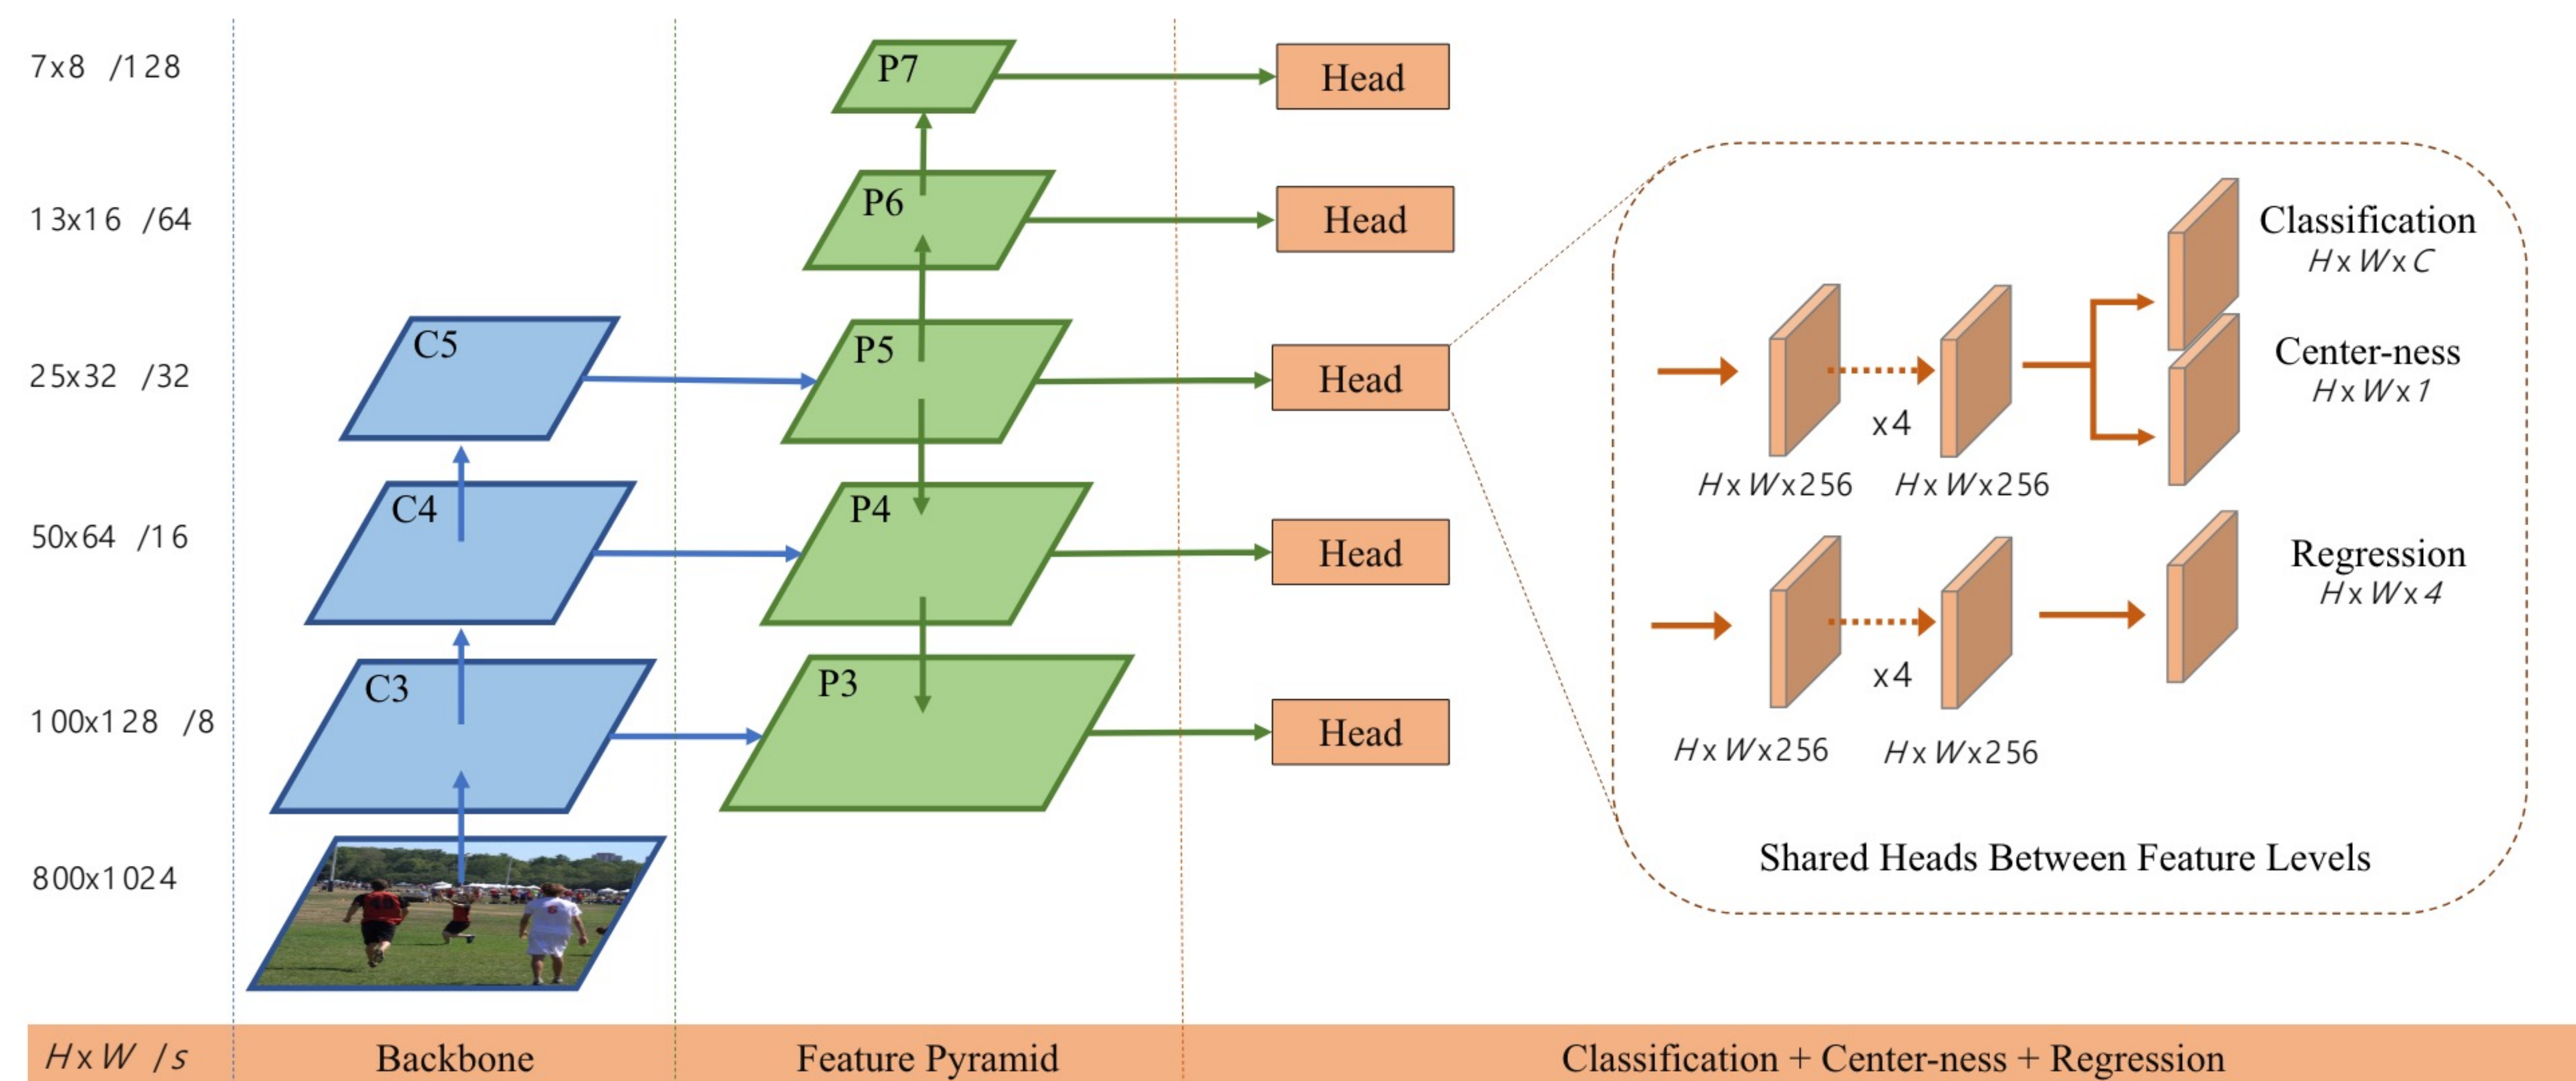 7x8 /128
P7
Head
13x16 /64
P6
Head
25x32 /32
C5
P5
Head
50x64 /16
C4
P4
Head
100x128 /8
C3
P3
Head
800x1024
Classification
HxWxC
Center-ness
HxWx1
x4
HxWx256 HxWx256
Regression
HxWx4
x4
HxWx256 HxWx256
Shared Heads Between Feature Levels
HxW /s
Backbone
Feature Pyramid
Classification + Center-ness + Regression